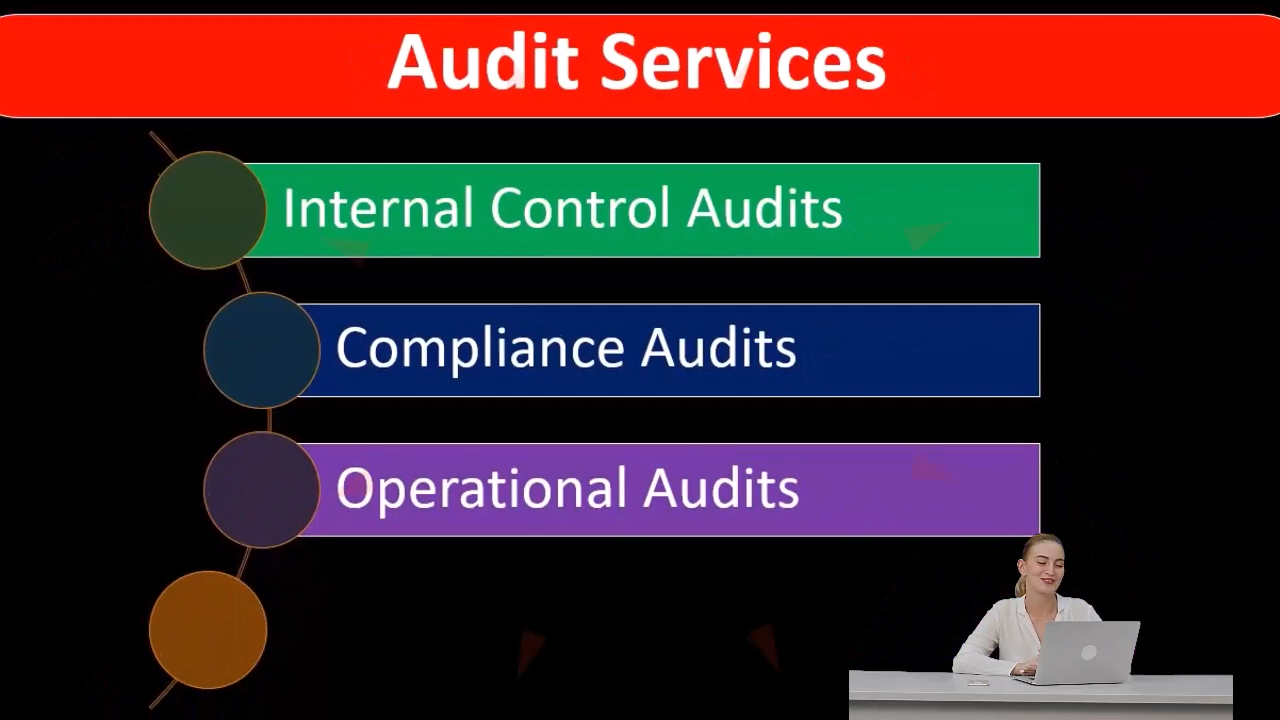 Audit Services
Internal Control Audits
Compliance Audits
Operational Audits